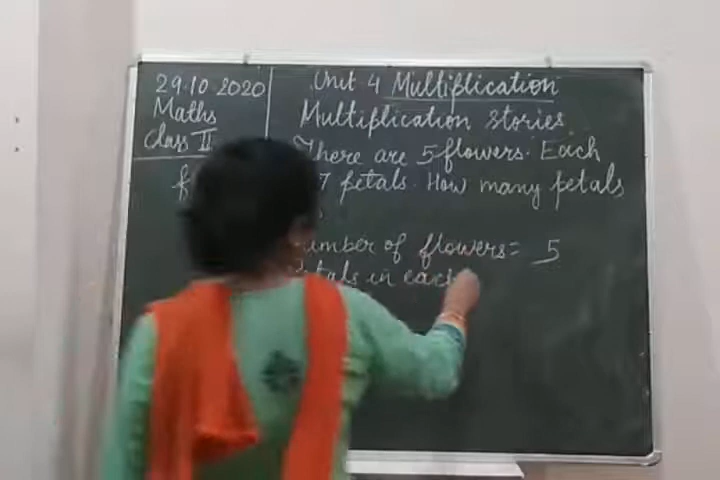 29.10 2020
Maths
Class II
Unit 4 Multiplication
Multiplication stories
There are 5 flowers. Each
7 petals. How many petals
umber of flowers = 5
tals in each